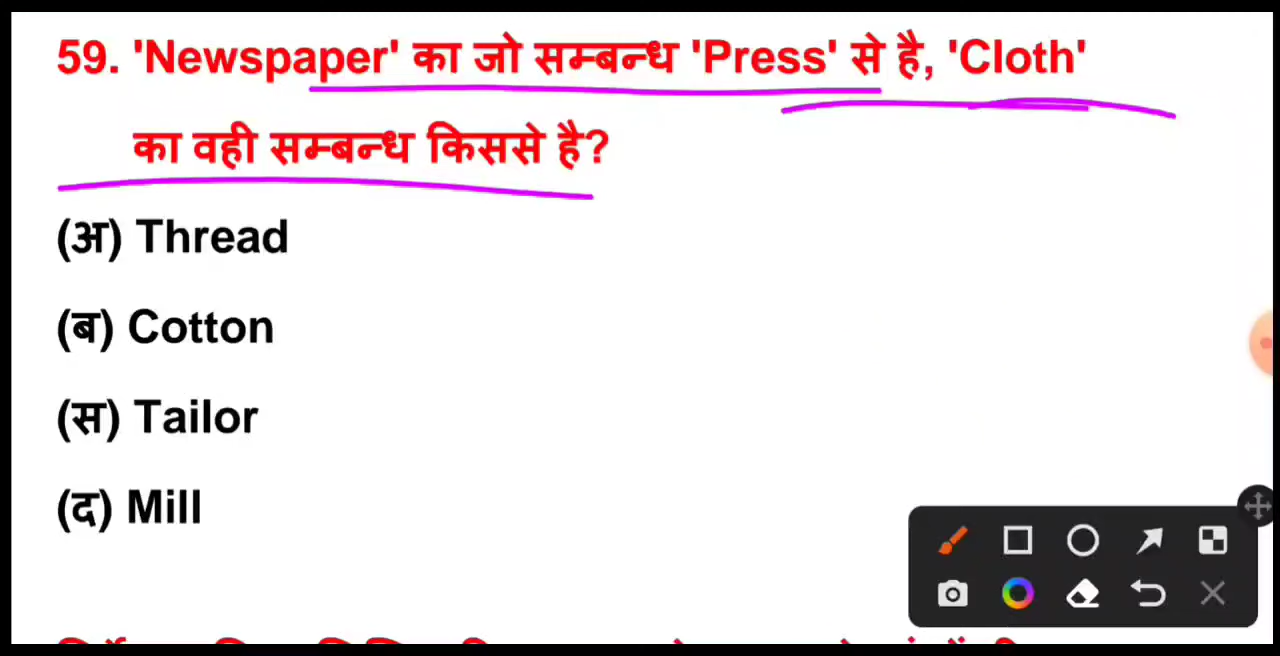 59. 'Newspaper' का जो सम्बन्ध 'Press' से है, 'Cloth'
का वही सम्बन्ध किससे है?
(अ) Thread
(ब) Cotton
(स) Tailor
(द) Mill